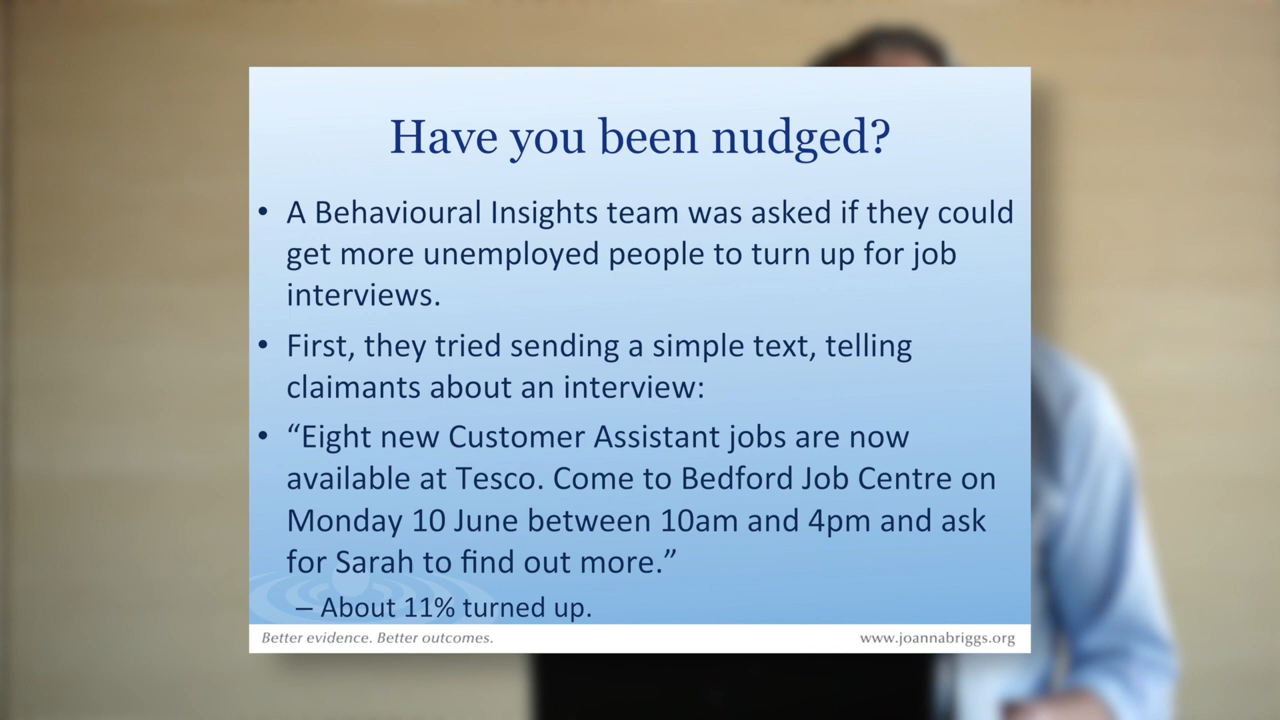 Have you been nudged?
• A Behavioural Insights team was asked if they could
get more unemployed people to turn up for job
interviews.
• First, they tried sending a simple text, telling
claimants about an interview:
• “Eight new Customer Assistant jobs are now
available at Tesco. Come to Bedford Job Centre on
Monday 10 June between 10am and 4pm and ask
for Sarah to find out more.”
– About 11% turned up.
Better evidence. Better outcomes.
www.joannabriggs.org